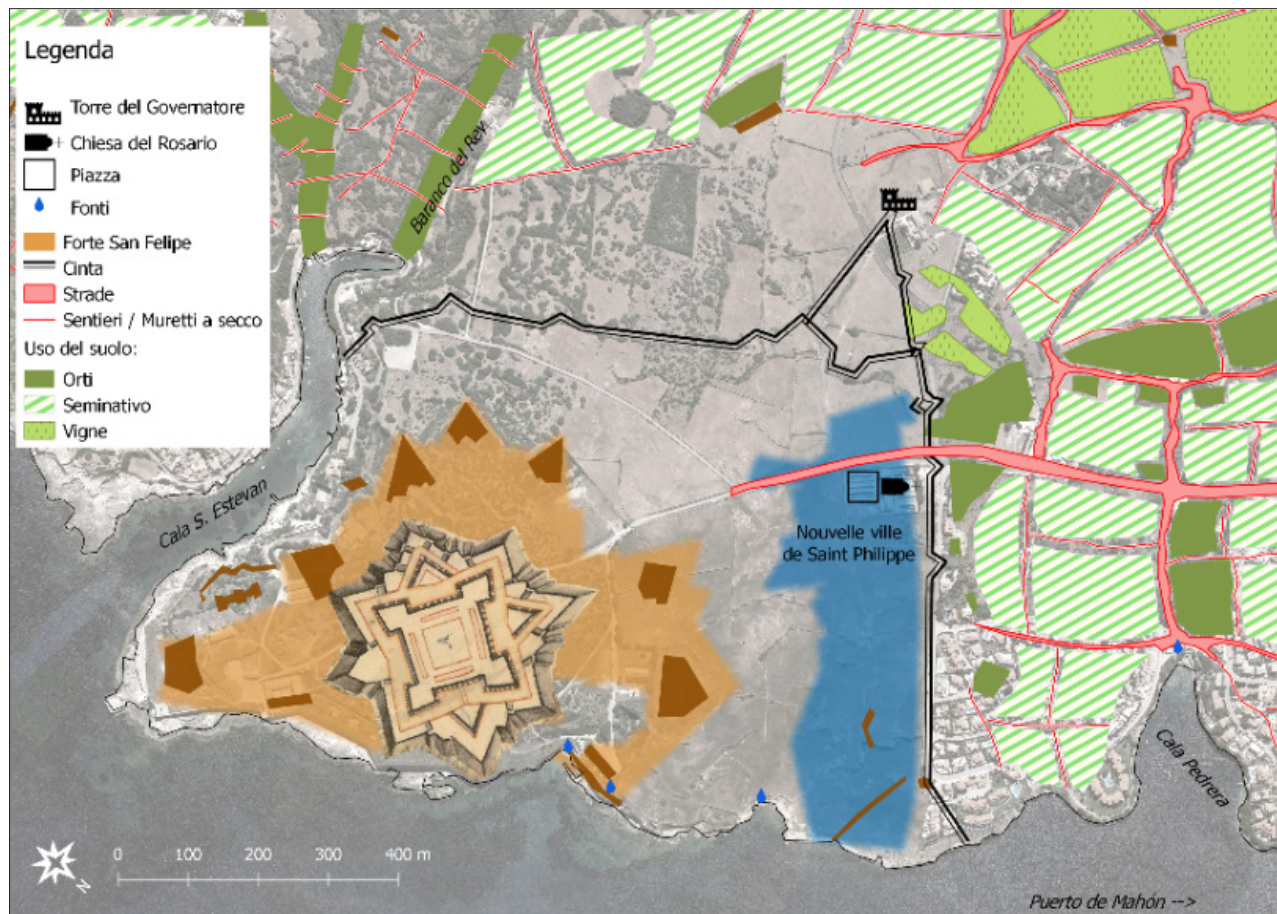 Legenda
Torre del Governatore
Chiesa del Rosario
Piazza
Fonti
Forte San Felipe
Cinta
Strade
Sentieri / Muretti a secco
Uso del suolo:
Orti
Seminativo
Vigne
Baranco del Rey
Cala S. Estevan
Nouvelle ville
de Saint Philippe
Cala Pedrera
N
0 100 200 300 400 m
Puerto de Mahón -->